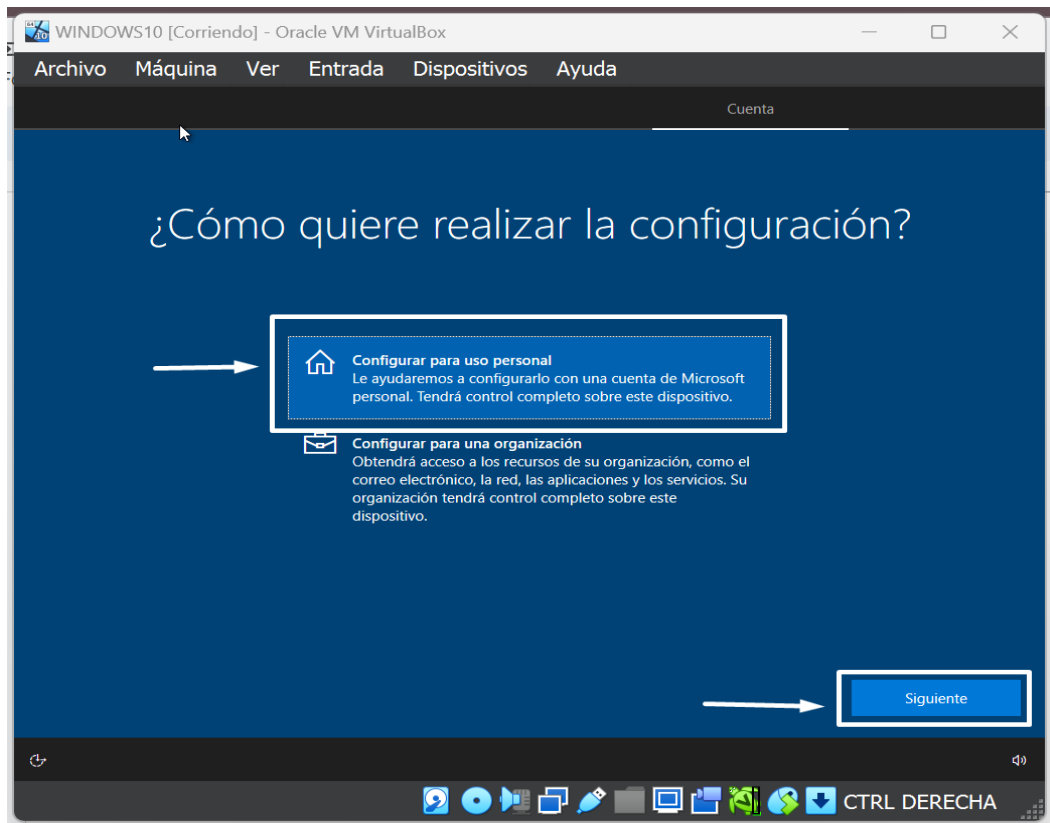 WINDOWS10 [Corriendo] - Oracle VM VirtualBox
Archivo Máquina Ver Entrada Dispositivos Ayuda
Cuenta
¿Cómo quiere realizar la configuración?
Configurar para uso personal
Le ayudaremos a configurarlo con una cuenta de Microsoft
personal. Tendrá control completo sobre este dispositivo.
Configurar para una organización
Obtendrá acceso a los recursos de su organización, como el
correo electrónico, la red, las aplicaciones y los servicios. Su
organización tendrá control completo sobre este
dispositivo.
Siguiente
CTRL DERECHA